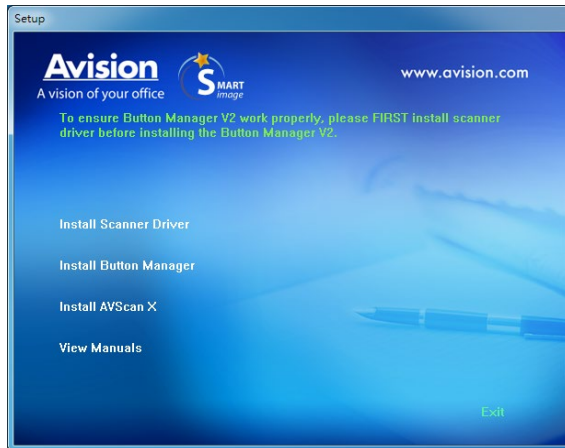 Setup
Avision
A vision of your office
SMART
image
www.avision.com
To ensure Button Manager V2 work properly, please FIRST install scanner
driver before installing the Button Manager V2.
Install Scanner Driver
Install Button Manager
Install AVScan X
View Manuals
Exit